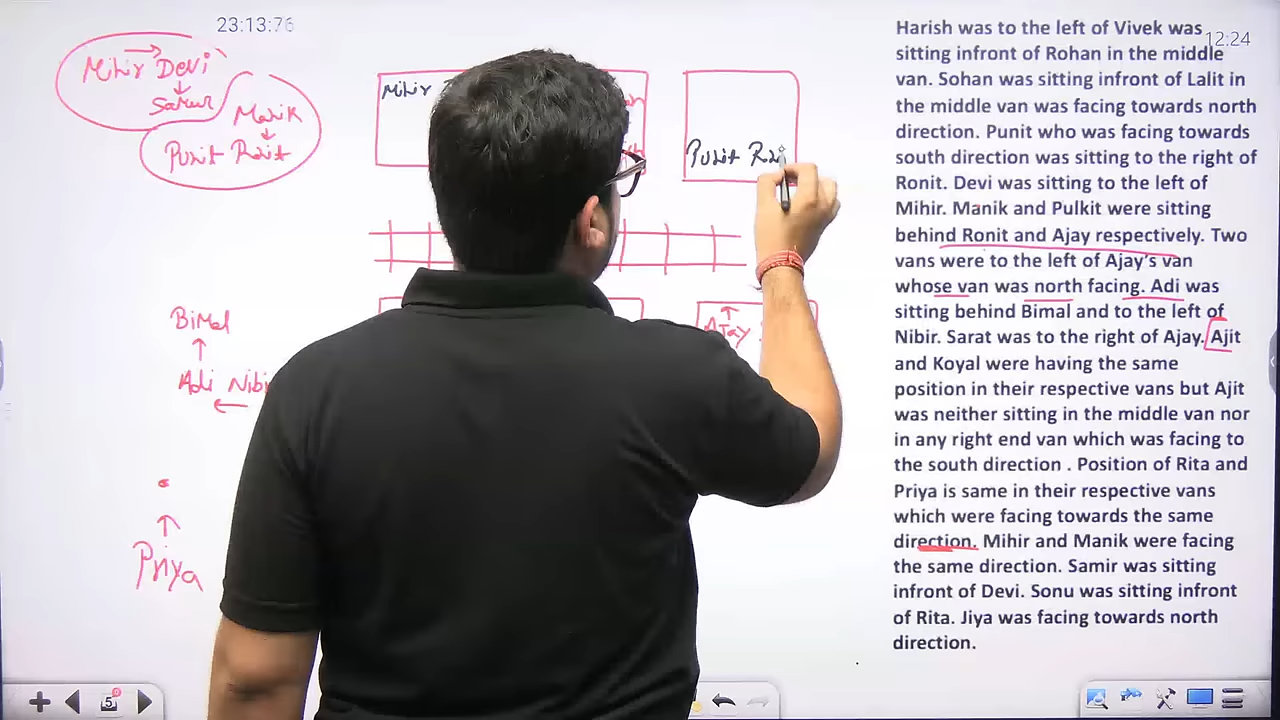 23:13:76
12:24
Mihir Devi
Samir
Manik
Punit Ronit
Mihir
Punit
Bimal
Adi
Ajay
Priya
Harish was to the left of Vivek was
sitting infront of Rohan in the middle
van. Sohan was sitting infront of Lalit in
the middle van was facing towards north
direction. Punit who was facing towards
south direction was sitting to the right of
Ronit. Devi was sitting to the left of
Mihir. Manik and Pulkit were sitting
behind Ronit and Ajay respectively. Two
vans were to the left of Ajay's van
whose van was north facing. Adi was
sitting behind Bimal and to the left of
Nibir. Sarat was to the right of Ajay. Ajit
and Koyal were having the same
position in their respective vans but Ajit
was neither sitting in the middle van nor
in any right end van which was facing to
the south direction . Position of Rita and
Priya is same in their respective vans
which were facing towards the same
direction. Mihir and Manik were facing
the same direction. Samir was sitting
infront of Devi. Sonu was sitting infront
of Rita. Jiya was facing towards north
direction.
5